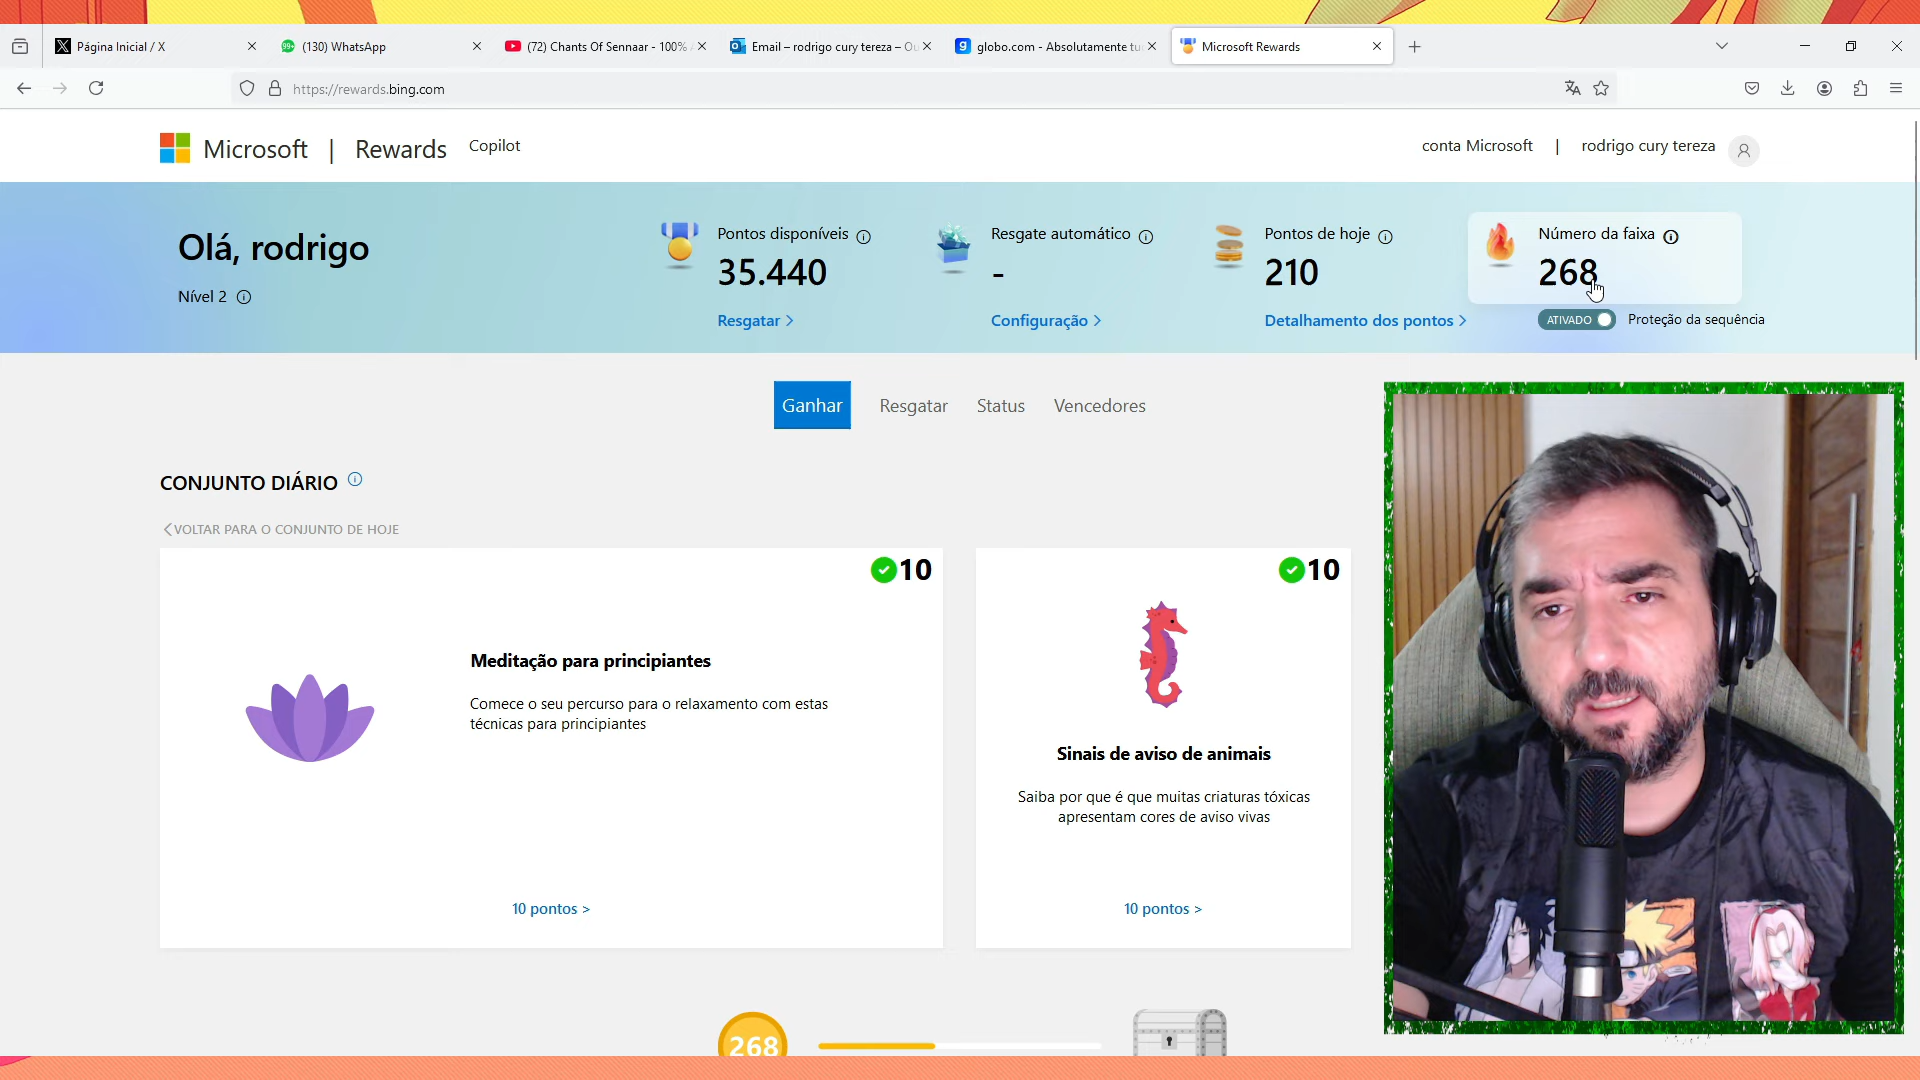 Página Inicial / X
(130) WhatsApp
(72) Chants Of Sennaar - 100%
Email – rodrigo cury tereza – Ou
globo.com - Absolutamente tu
Microsoft Rewards
https://rewards.bing.com
Microsoft | Rewards Copilot
conta Microsoft | rodrigo cury tereza
Olá, rodrigo
Nível 2
Pontos disponíveis
35.440
Resgatar >
Resgate automático
-
Configuração >
Pontos de hoje
210
Detalhamento dos pontos >
Número da faixa
268
ATIVADO Proteção da sequência
Ganhar Resgatar Status Vencedores
CONJUNTO DIÁRIO
<VOLTAR PARA O CONJUNTO DE HOJE
10
Meditação para principiantes
Comece o seu percurso para o relaxamento com estas
técnicas para principiantes
10 pontos >
10
Sinais de aviso de animais
Saiba por que é que muitas criaturas tóxicas
apresentam cores de aviso vivas
10 pontos >
268